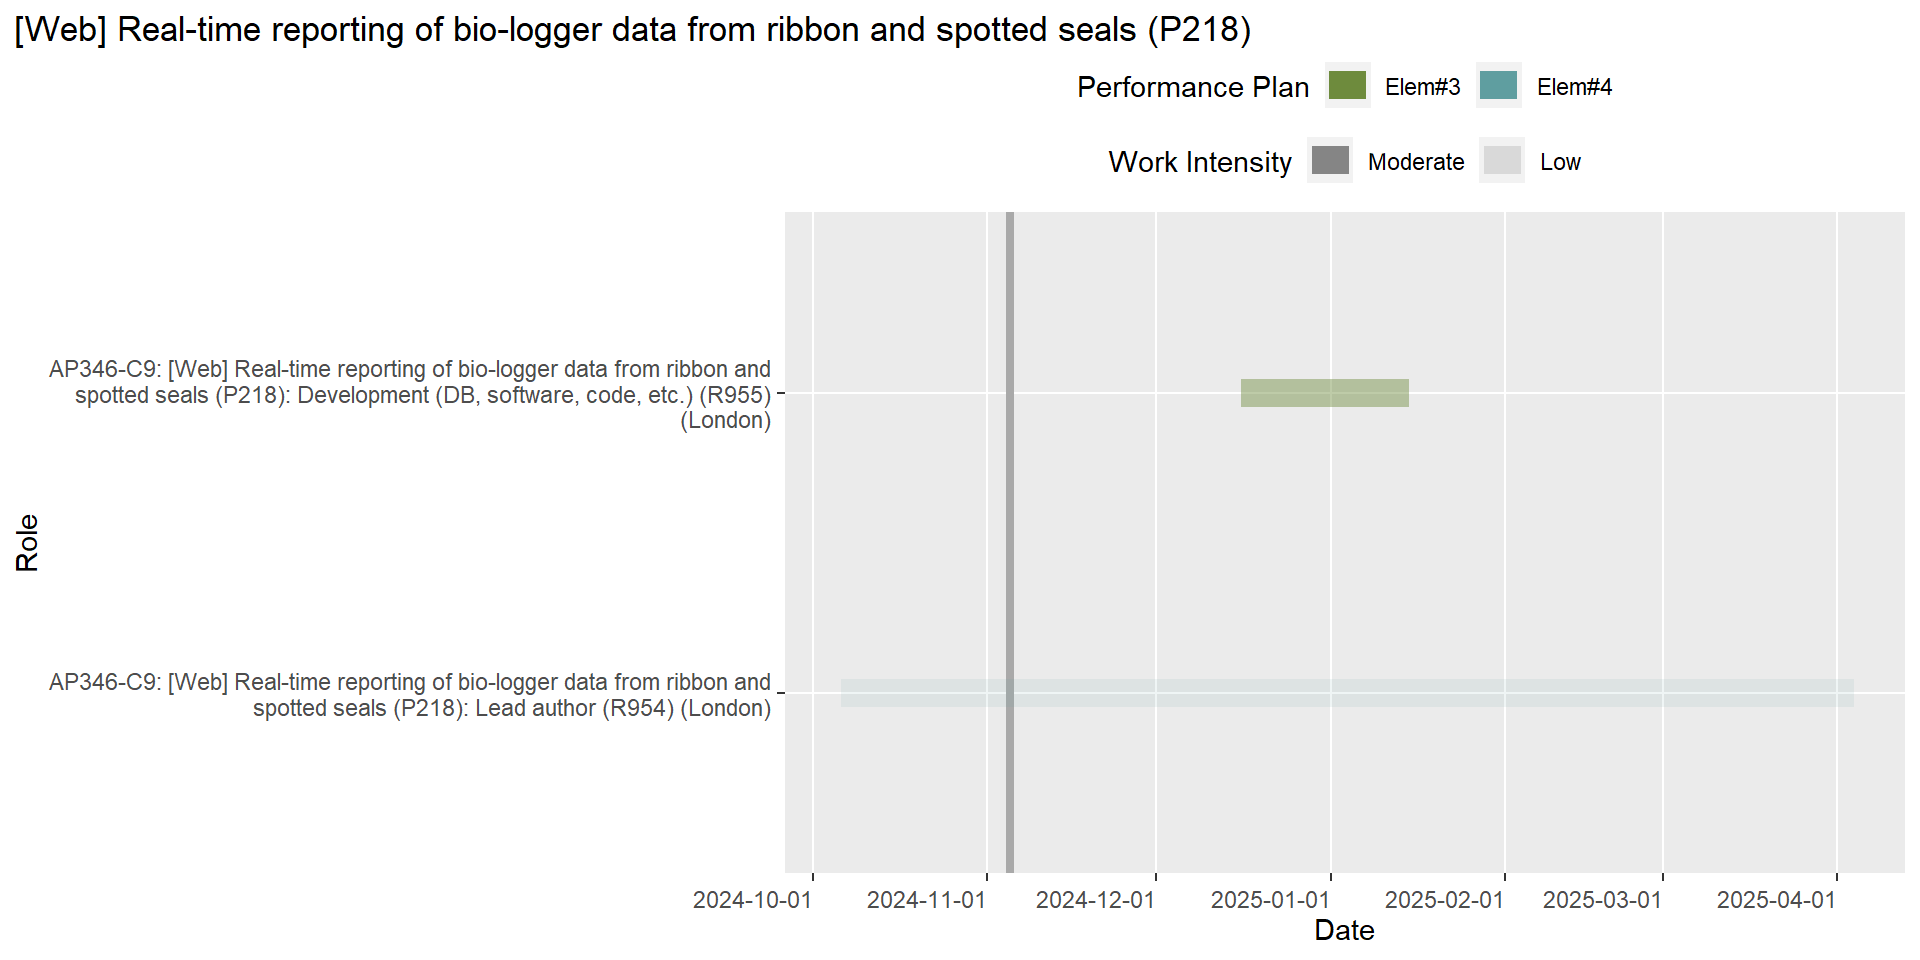 [Web] Real-time reporting of bio-logger data from ribbon and spotted seals (P218)
Performance Plan Elem#3 Elem#4
Work Intensity Moderate Low
AP346-C9: [Web] Real-time reporting of bio-logger data from ribbon and
spotted seals (P218): Development (DB, software, code, etc.) (R955)
(London)
Role
AP346-C9: [Web] Real-time reporting of bio-logger data from ribbon and
spotted seals (P218): Lead author (R954) (London)
2024-10-01 2024-11-01 2024-12-01 2025-01-01 2025-02-01 2025-03-01 2025-04-01
Date